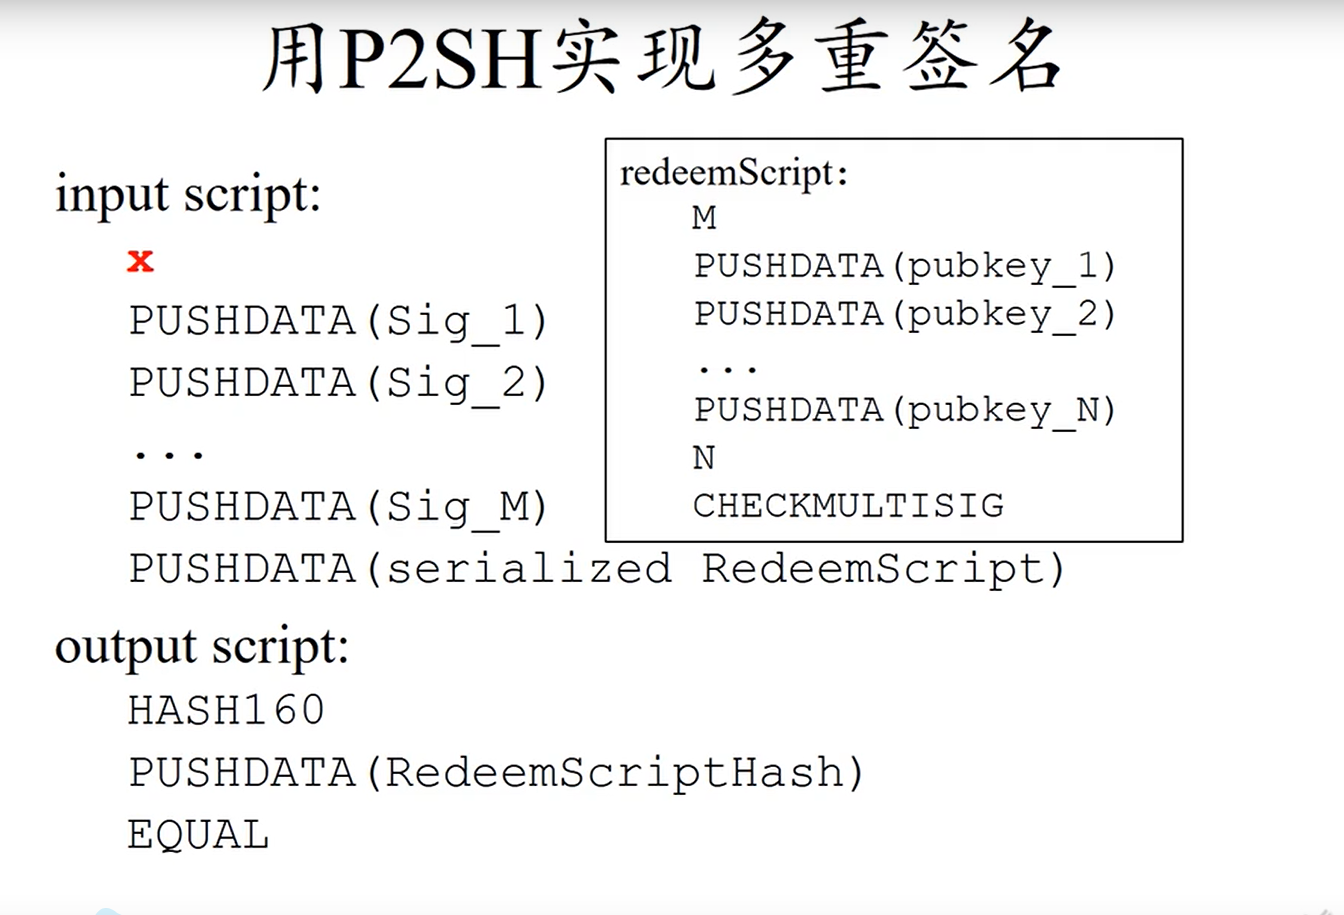 用P2SH实现多重签名
input script:
x
PUSHDATA(Sig_1)
PUSHDATA(Sig_2)
...
PUSHDATA(Sig_M)
PUSHDATA(serialized RedeemScript)
redeemScript:
M
PUSHDATA(pubkey_1)
PUSHDATA(pubkey_2)
...
PUSHDATA(pubkey_N)
N
CHECKMULTISIG
output script:
HASH160
PUSHDATA(RedeemScriptHash)
EQUAL